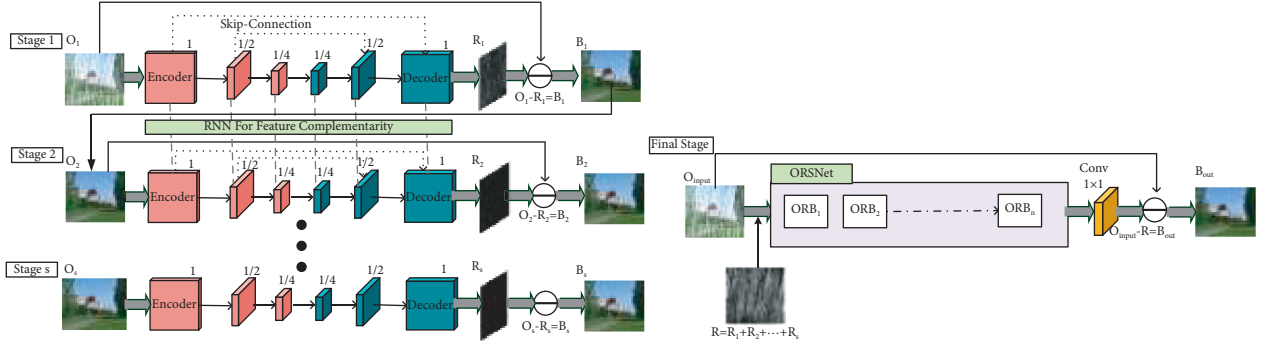 Skip-Connection
Stage 1
O1
1
1/2
1/4
1/4
1/2
1
R1
B1
Encoder
Decoder
O1-R1=B1
RNN For Feature Complementarity
Stage 2
O2
1
1/2
1/4
1/4
1/2
1
R2
B2
Encoder
Decoder
O2-R2=B2
Stage s
Os
1
1/2
1/4
1/4
1/2
1
Rs
Bs
Encoder
Decoder
Os-Rs=Bs
Final Stage
Oinput
ORSNet
Conv
1×1
Bout
ORB1
ORB2
ORBn
Oinput-R=Bout
R=R1+R2+⋯+Rs